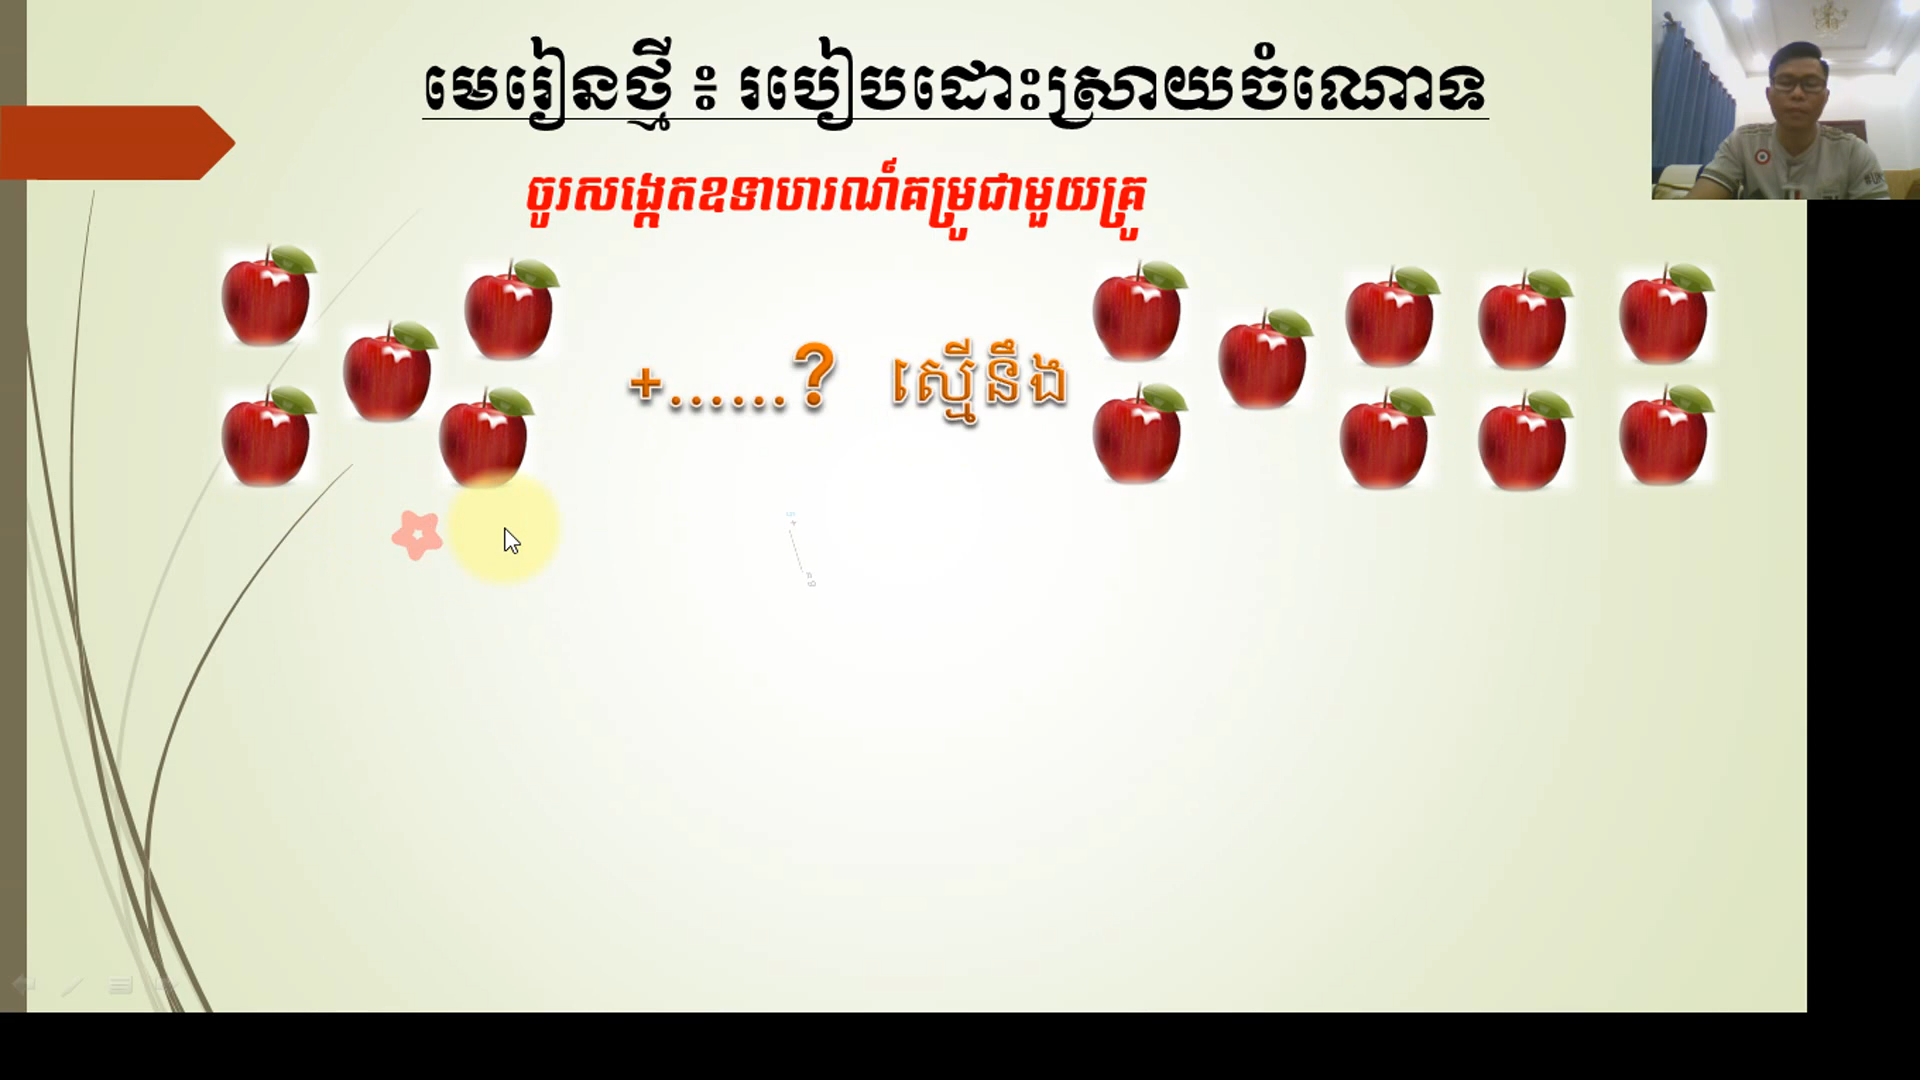 មេរៀនថ្មី ៖ របៀបដោះស្រាយចំណោទ
ចូរសង្កេតឧទាហរណ៍គម្រូជាមួយគ្រូ
+......? ស្មើនឹង